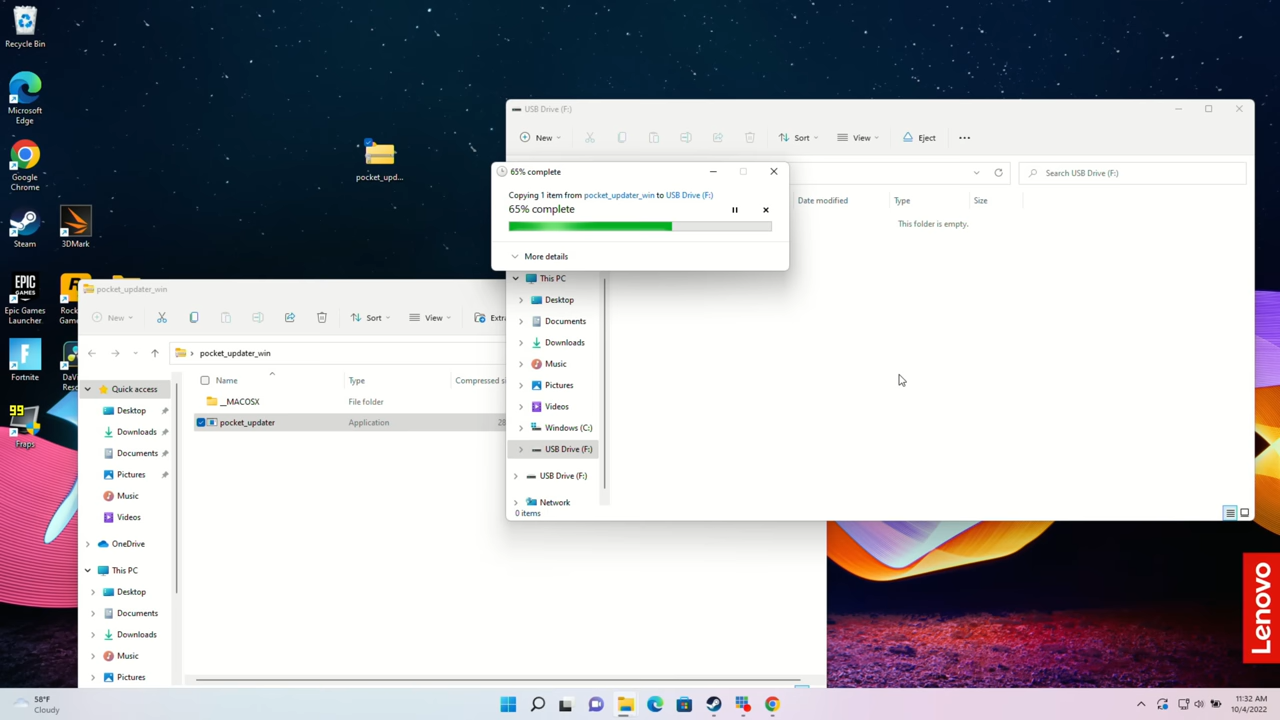 Recycle Bin
Microsoft
Edge
Google
Chrome
Steam
3DMark
EPIC
GAMES
Epic Games
Launcher
Fortnite
99
Fraps
pocket_upd...
USB Drive (F:)
New
Sort
View
Eject
Search USB Drive (F:)
Date modified
Type
Size
This folder is empty.
65% complete
Copying 1 item from pocket_updater_win to USB Drive (F:)
65% complete
More details
This PC
Desktop
Documents
Downloads
Music
Pictures
Videos
Windows (C:)
USB Drive (F:)
USB Drive (F:)
Network
0 items
pocket_updater_win
New
Sort
View
pocket_updater_win
Name
Type
Compressed
__MACOSX
File folder
pocket_updater
Application
Quick access
Desktop
Downloads
Documents
Pictures
Music
Videos
OneDrive
This PC
Desktop
Documents
Downloads
Music
Pictures
Lenovo
58°F
Cloudy
11:32 AM
10/4/2022